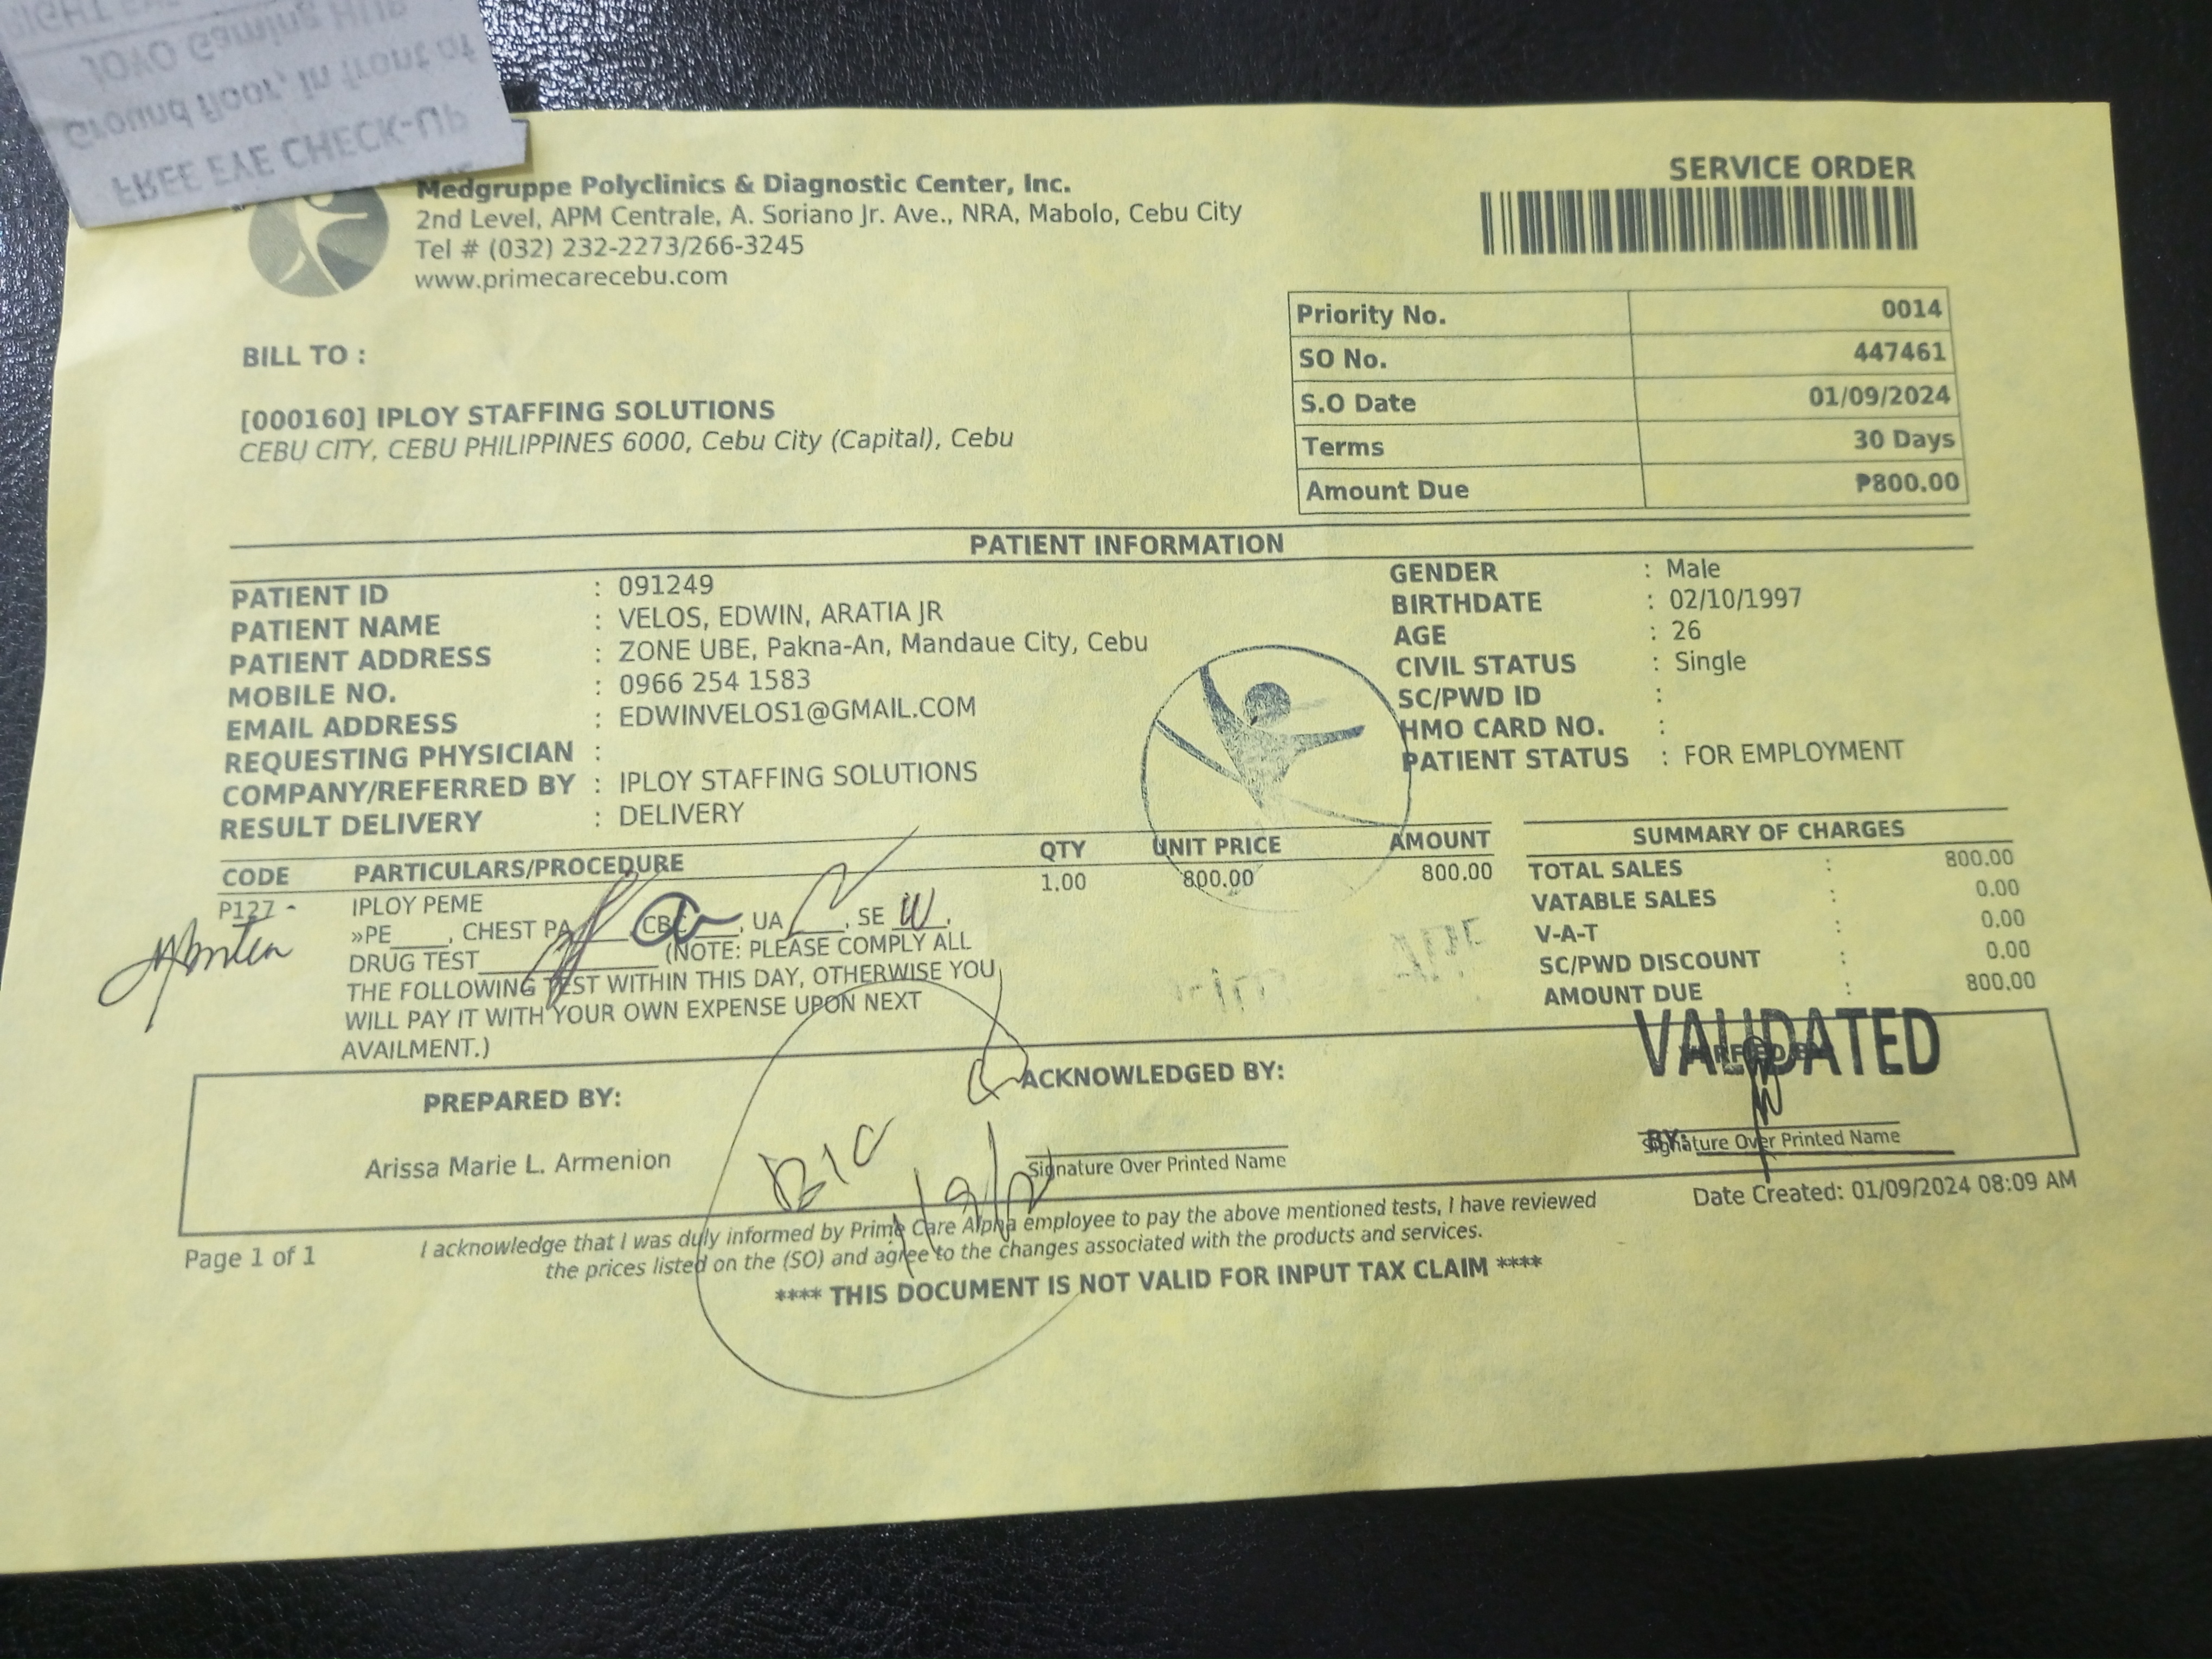 FREE EYE CHECK-UP
Ground floor, in front of
JOYO Gaming HUB
Medgruppe Polyclinics & Diagnostic Center, Inc.
2nd Level, APM Centrale, A. Soriano Jr. Ave., NRA, Mabolo, Cebu City
Tel # (032) 232-2273/266-3245
www.primecarecebu.com
SERVICE ORDER
Priority No. 0014
SO No. 447461
S.O Date 01/09/2024
Terms 30 Days
Amount Due ₱800.00
BILL TO :
[000160] IPLOY STAFFING SOLUTIONS
CEBU CITY, CEBU PHILIPPINES 6000, Cebu City (Capital), Cebu
PATIENT INFORMATION
PATIENT ID : 091249
PATIENT NAME : VELOS, EDWIN, ARATIA JR
PATIENT ADDRESS : ZONE UBE, Pakna-An, Mandaue City, Cebu
MOBILE NO. : 0966 254 1583
EMAIL ADDRESS : EDWINVELOS1@GMAIL.COM
REQUESTING PHYSICIAN :
COMPANY/REFERRED BY : IPLOY STAFFING SOLUTIONS
RESULT DELIVERY : DELIVERY
GENDER : Male
BIRTHDATE : 02/10/1997
AGE : 26
CIVIL STATUS : Single
SC/PWD ID :
HMO CARD NO. :
PATIENT STATUS : FOR EMPLOYMENT
CODE PARTICULARS/PROCEDURE QTY UNIT PRICE AMOUNT
P127 - IPLOY PEME 1.00 800.00 800.00
»PE____, CHEST PA____, CBC____, UA____, SE____,
DRUG TEST____________(NOTE: PLEASE COMPLY ALL
THE FOLLOWING TEST WITHIN THIS DAY, OTHERWISE YOU
WILL PAY IT WITH YOUR OWN EXPENSE UPON NEXT
AVAILMENT.)
SUMMARY OF CHARGES
TOTAL SALES : 800.00
VATABLE SALES : 0.00
V-A-T : 0.00
SC/PWD DISCOUNT : 0.00
AMOUNT DUE : 800.00
VALIDATED
BY:
PREPARED BY:
Arissa Marie L. Armenion
ACKNOWLEDGED BY:
Signature Over Printed Name
Signature Over Printed Name
Date Created: 01/09/2024 08:09 AM
Page 1 of 1
I acknowledge that I was duly informed by Prime Care Alpha employee to pay the above mentioned tests, I have reviewed
the prices listed on the (SO) and agree to the changes associated with the products and services.
**** THIS DOCUMENT IS NOT VALID FOR INPUT TAX CLAIM ****